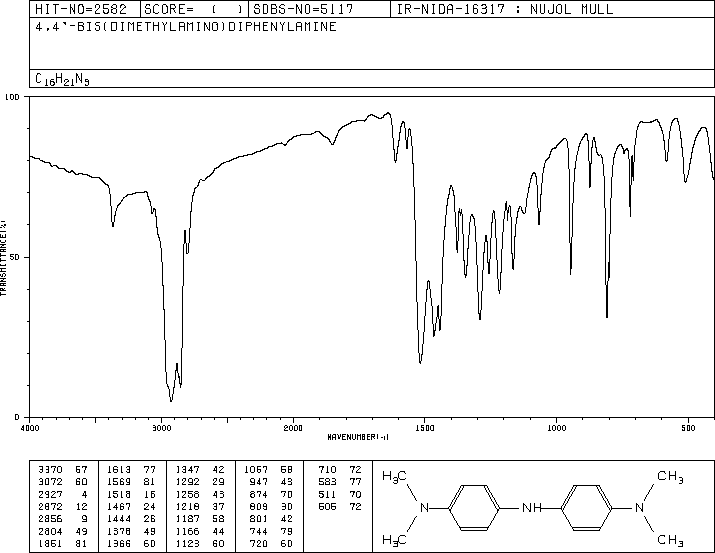 HIT-NO=2582 SCORE= ( ) SDBS-NO=5117 IR-NIDA-16317 : NUJOL MULL
4,4'-BIS(DIMETHYLAMINO)DIPHENYLAMINE
C16H21N3
100
50
0
TRANSMITTANCE(%)
4000 3000 2000 1500 1000 500
WAVENUMBER(-1)
3370 57 1613 77 1347 42 1067 58 710 72
3072 60 1569 81 1292 29 947 43 583 77
2927 4 1518 16 1258 43 874 70 511 70
2872 12 1467 24 1218 37 809 30 505 72
2856 9 1444 26 1187 58 801 42
2804 49 1378 49 1166 44 744 79
1851 81 1366 60 1123 60 720 60
H3C CH3
N NH N
H3C CH3